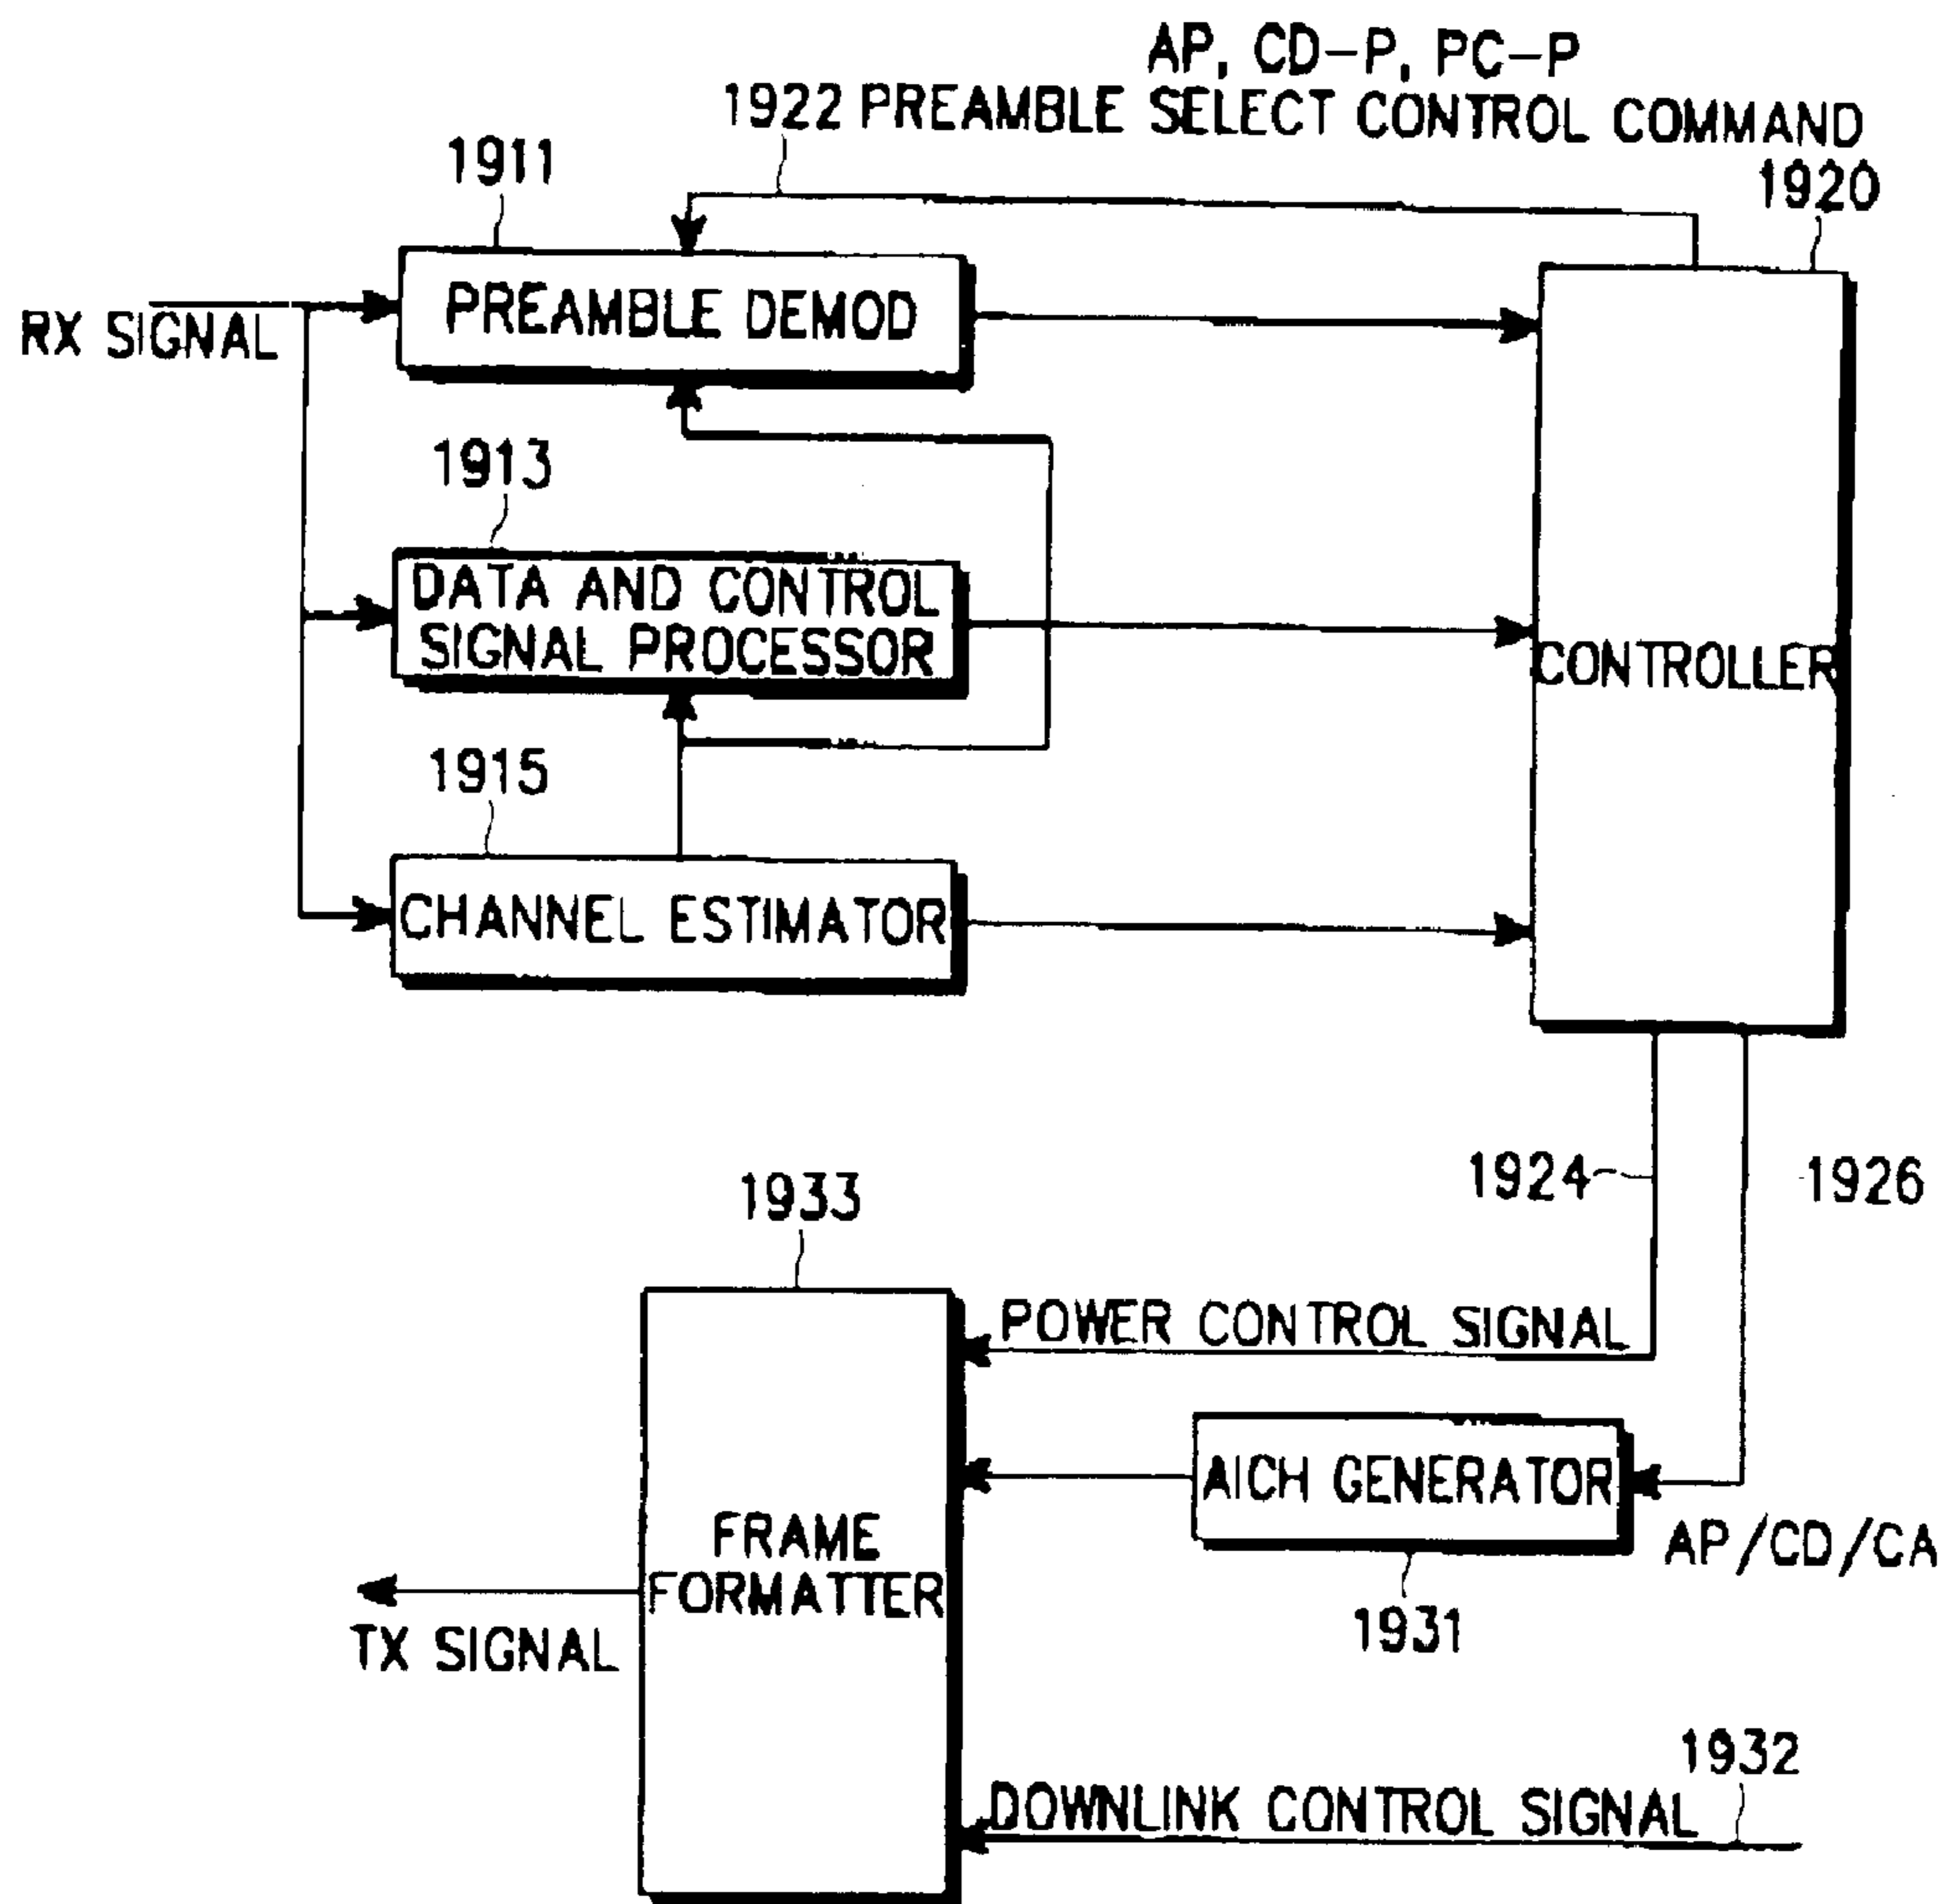 AP, CD-P, PC-P
1922 PREAMBLE SELECT CONTROL COMMAND
1911
1920
PREAMBLE DEMOD
RX SIGNAL
1913
DATA AND CONTROL
SIGNAL PROCESSOR
CONTROLLER
1915
CHANNEL ESTIMATOR
1924
1926
1933
POWER CONTROL SIGNAL
AICH GENERATOR
FRAME
FORMATTER
AP/CD/CA
1931
TX SIGNAL
1932
DOWNLINK CONTROL SIGNAL